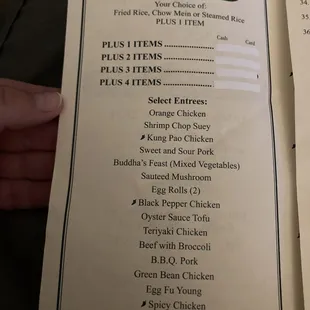 Your Choice of:
Fried Rice, Chow Mein or Steamed Rice
PLUS 1 ITEM
Cash Card
PLUS 1 ITEMS ....................
PLUS 2 ITEMS ....................
PLUS 3 ITEMS ....................
PLUS 4 ITEMS ....................
Select Entrees:
Orange Chicken
Shrimp Chop Suey
Kung Pao Chicken
Sweet and Sour Pork
Buddha's Feast (Mixed Vegetables)
Sauteed Mushroom
Egg Rolls (2)
Black Pepper Chicken
Oyster Sauce Tofu
Teriyaki Chicken
Beef with Broccoli
B.B.Q. Pork
Green Bean Chicken
Egg Fu Young
Spicy Chicken
34.
35.
36